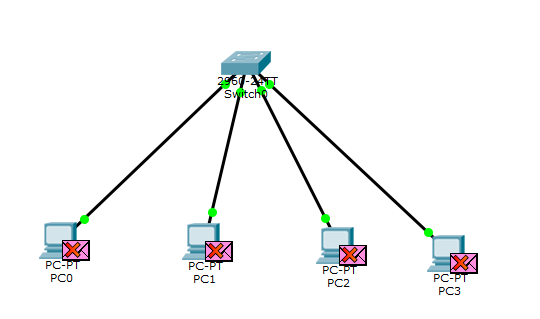 2960-24TT
Switch0
PC-PT
PC0
PC-PT
PC1
PC-PT
PC2
PC-PT
PC3